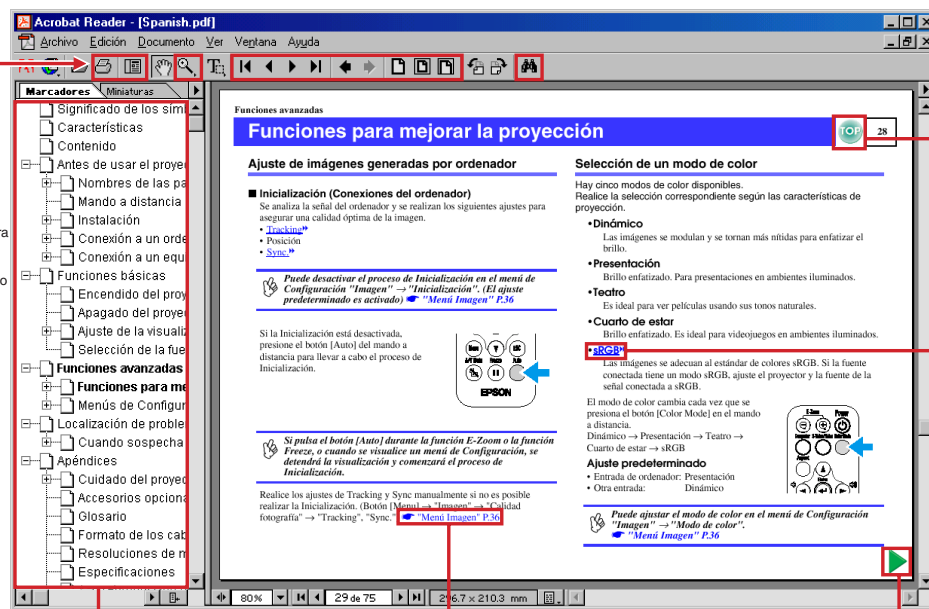 Acrobat Reader - [Spanish.pdf]
Archivo Edición Documento Ver Ventana Ayuda
Marcadores Miniaturas
Significado de los sím
Características
Contenido
Antes de usar el proye
Nombres de las pa
Mando a distancia
Instalación
Conexión a un orde
Conexión a un equ
Funciones básicas
Encendido del proy
Apagado del proye
Ajuste de la visualiz
Selección de la fue
Funciones avanzadas
Funciones para me
Menús de Configur
Localización de proble
Cuando sospecha
Apéndices
Cuidado del proyec
Accesorios opciona
Glosario
Formato de los cab
Resoluciones de m
Especificaciones
ra
o
Funciones avanzadas
Funciones para mejorar la proyección
TOP
28
Ajuste de imágenes generadas por ordenador
■ Inicialización (Conexiones del ordenador)
Se analiza la señal del ordenador y se realizan los siguientes ajustes para
asegurar una calidad óptima de la imagen.
• Tracking
• Posición
• Sync.
Puede desactivar el proceso de Inicialización en el menú de
Configuración "Imagen" → "Inicialización". (El ajuste
predeterminado es activado) ☛ "Menú Imagen" P.36
Si la Inicialización está desactivada,
presione el botón [Auto] del mando a
distancia para llevar a cabo el proceso de
Inicialización.
EPSON
Si pulsa el botón [Auto] durante la función E-Zoom o la función
Freeze, o cuando se visualice un menú de Configuración, se
detendrá la visualización y comenzará el proceso de
Inicialización.
Realice los ajustes de Tracking y Sync manualmente si no es posible
realizar la Inicialización. (Botón [Menu] → "Imagen" → "Calidad
fotografía" → "Tracking", "Sync." ☛ "Menú Imagen" P.36
Selección de un modo de color
Hay cinco modos de color disponibles.
Realice la selección correspondiente según las características de
proyección.
•Dinámico
Las imágenes se modulan y se tornan más nítidas para enfatizar el
brillo.
•Presentación
Brillo enfatizado. Para presentaciones en ambientes iluminados.
•Teatro
Es ideal para ver películas usando sus tonos naturales.
•Cuarto de estar
Brillo enfatizado. Es ideal para videojuegos en ambientes iluminados.
•sRGB
Las imágenes se adecuan al estándar de colores sRGB. Si la fuente
conectada tiene un modo sRGB, ajuste el proyector y la fuente de la
señal conectada a sRGB.
El modo de color cambia cada vez que se
presiona el botón [Color Mode] en el mando
a distancia.
Dinámico → Presentación → Teatro →
Cuarto de estar → sRGB
E-Zoom Power
Ajuste predeterminado
• Entrada de ordenador: Presentación
• Otra entrada: Dinámico
Puede ajustar el modo de color en el menú de Configuración
"Imagen" → "Modo de color".
☛ "Menú Imagen" P.36
80% 29 de 75 296.7 × 210.3 mm